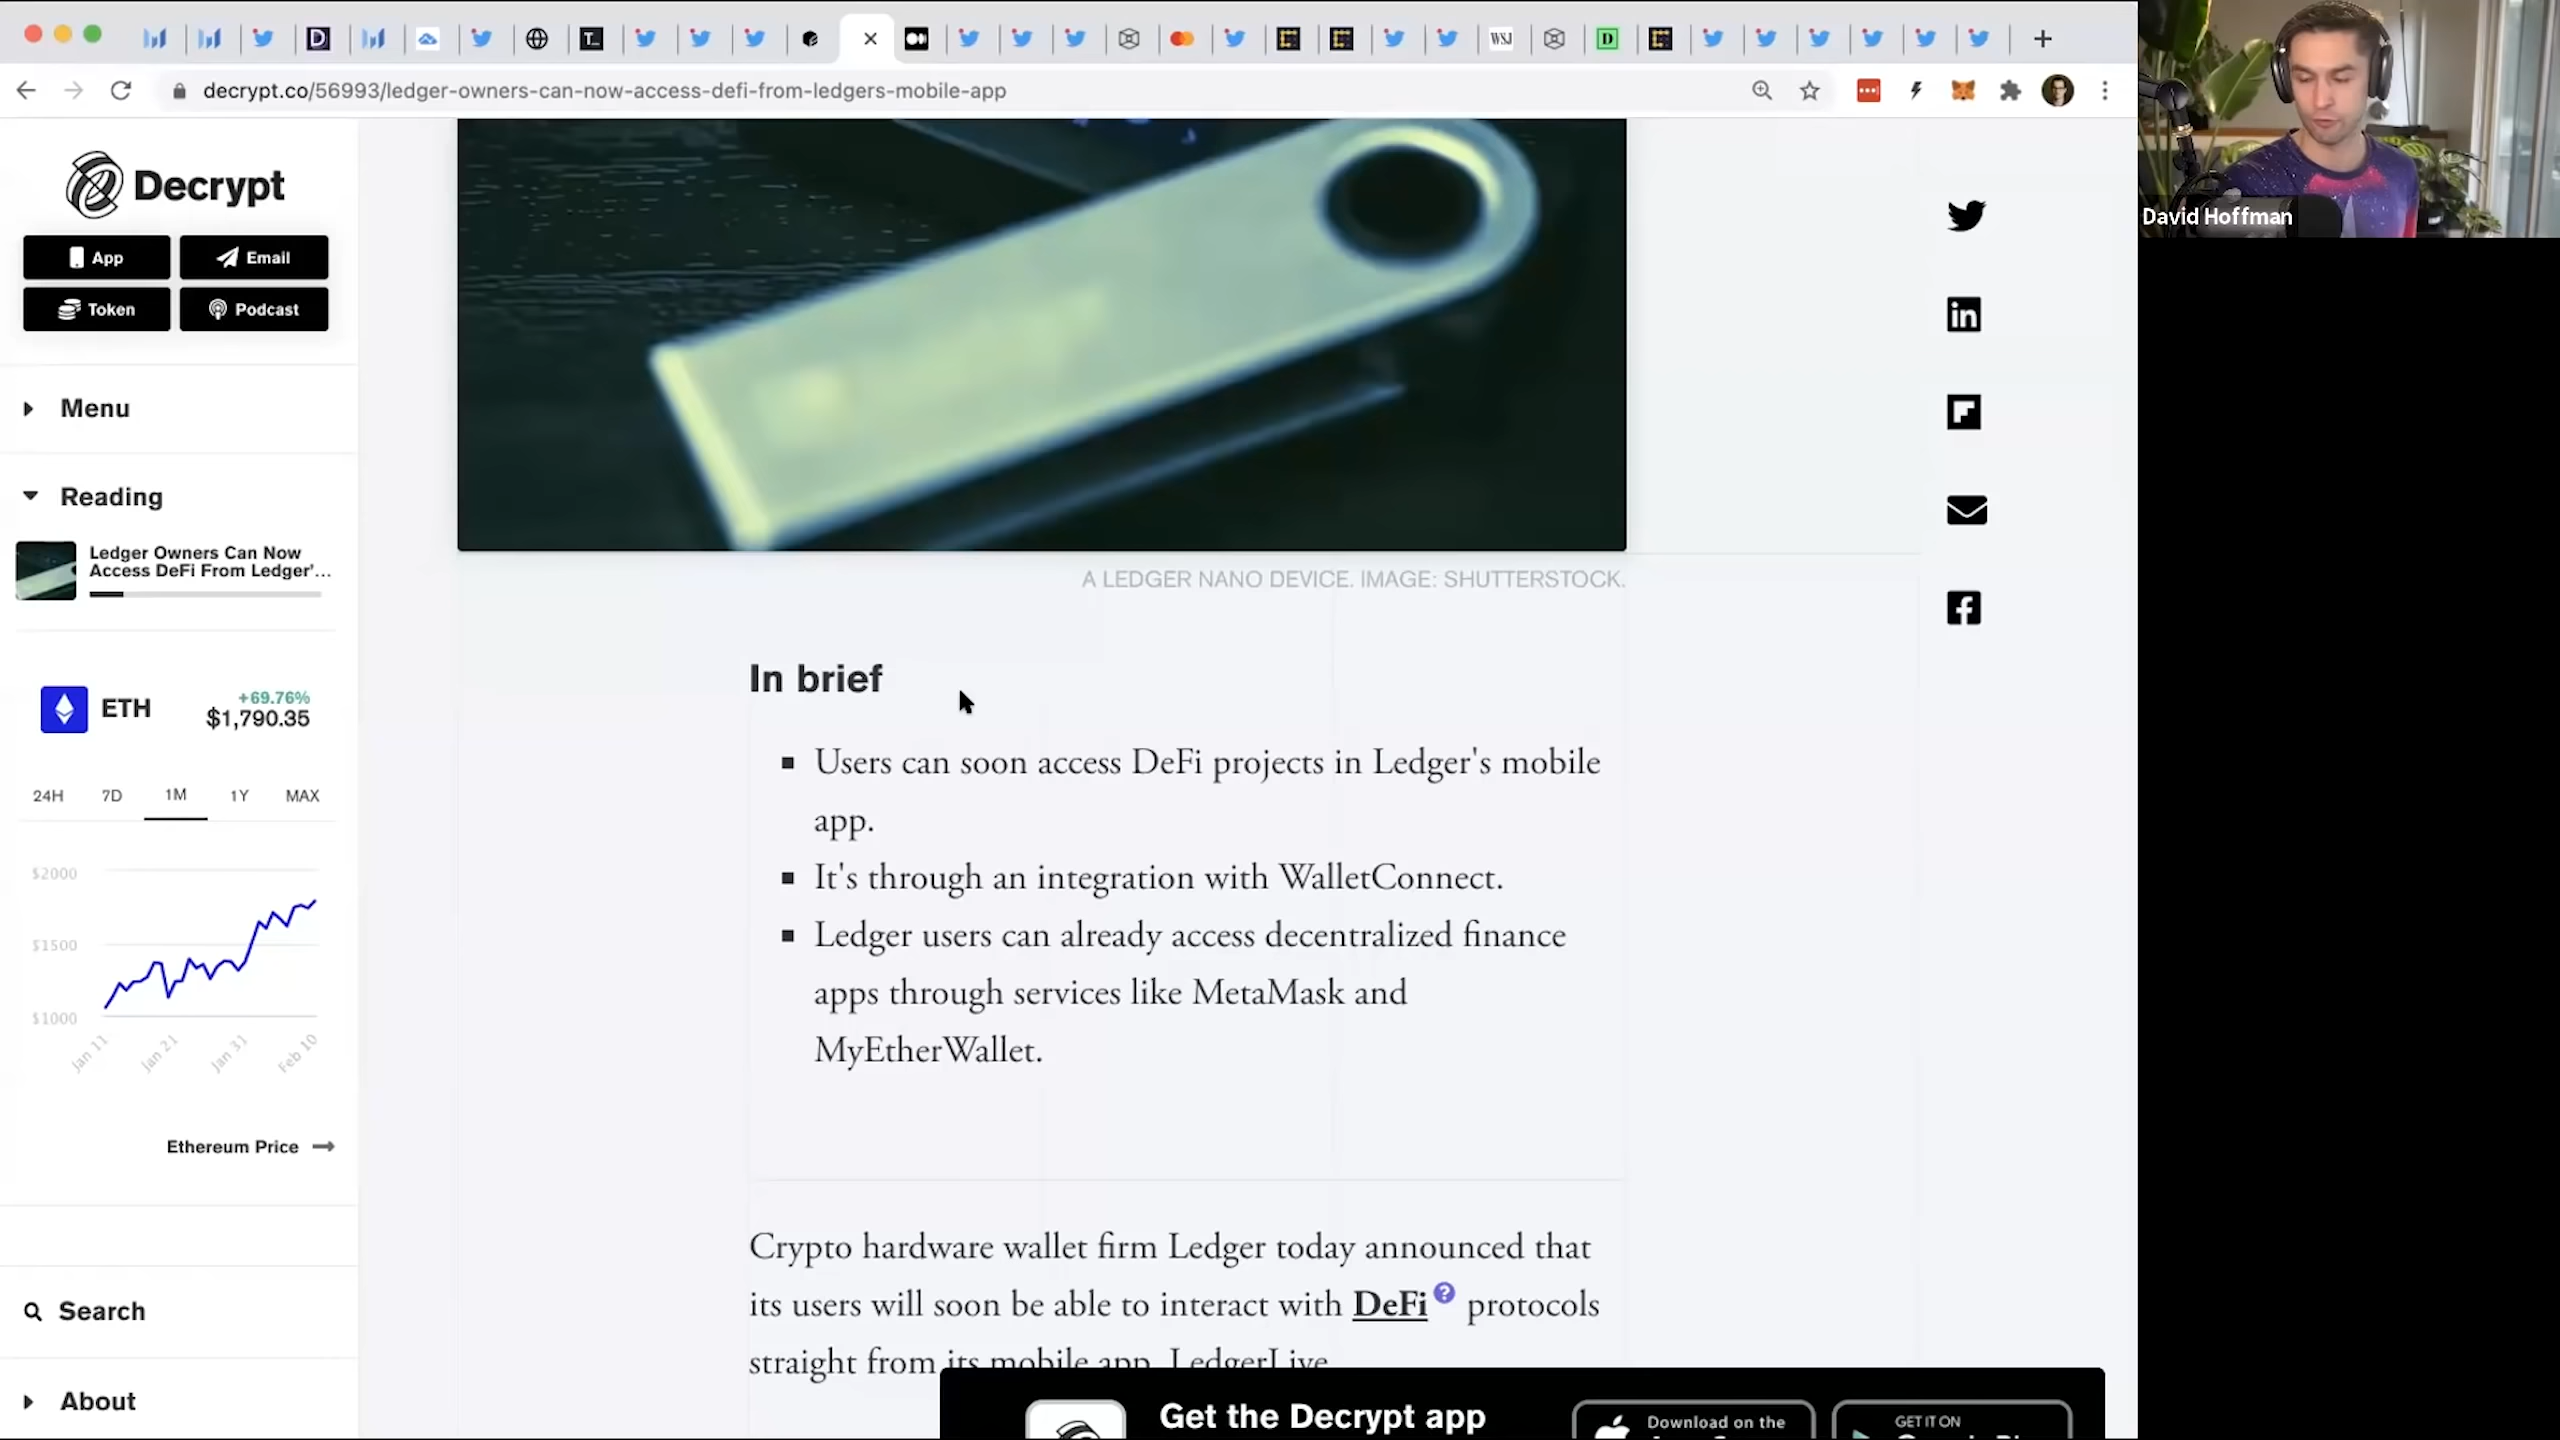 T_
WSJ
D
decrypt.co/56993/ledger-owners-can-now-access-defi-from-ledgers-mobile-app
David Hoffman
Decrypt
App
Email
Token
Podcast
Menu
Reading
Ledger Owners Can Now
Access DeFi From Ledger'...
ETH
+69.76%
$1,790.35
24H 7D 1M 1Y MAX
$2000
$1500
$1000
Jan 11 Jan 21 Jan 31 Feb 10
Ethereum Price
Search
About
A LEDGER NANO DEVICE. IMAGE: SHUTTERSTOCK.
In brief
Users can soon access DeFi projects in Ledger's mobile
app.
It's through an integration with WalletConnect.
Ledger users can already access decentralized finance
apps through services like MetaMask and
MyEtherWallet.
Crypto hardware wallet firm Ledger today announced that
its users will soon be able to interact with DeFi ? protocols
straight from its mobile app, LedgerLive
Get the Decrypt app
Download on the
GET IT ON